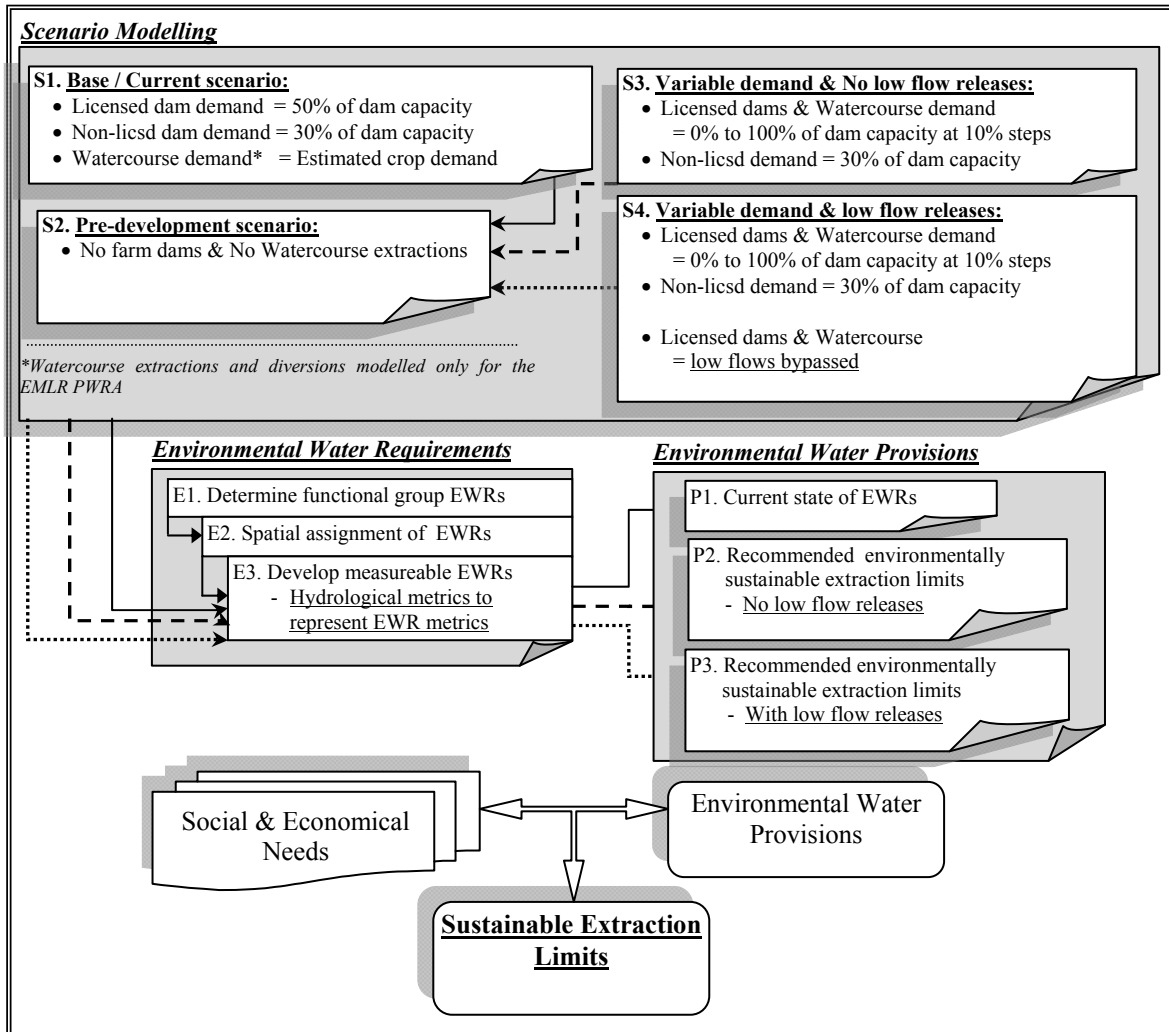 Scenario Modelling
S1. Base / Current scenario:
• Licensed dam demand = 50% of dam capacity
• Non-licsd dam demand = 30% of dam capacity
• Watercourse demand* = Estimated crop demand
S2. Pre-development scenario:
• No farm dams & No Watercourse extractions
*Watercourse extractions and diversions modelled only for the
EMLR PWRA
S3. Variable demand & No low flow releases:
• Licensed dams & Watercourse demand
= 0% to 100% of dam capacity at 10% steps
• Non-licsd demand = 30% of dam capacity
S4. Variable demand & low flow releases:
• Licensed dams & Watercourse demand
= 0% to 100% of dam capacity at 10% steps
• Non-licsd demand = 30% of dam capacity
• Licensed dams & Watercourse
= low flows bypassed
Environmental Water Requirements
E1. Determine functional group EWRs
E2. Spatial assignment of EWRs
E3. Develop measureable EWRs
- Hydrological metrics to
represent EWR metrics
Environmental Water Provisions
P1. Current state of EWRs
P2. Recommended environmentally
sustainable extraction limits
- No low flow releases
P3. Recommended environmentally
sustainable extraction limits
- With low flow releases
Social & Economical
Needs
Environmental Water
Provisions
Sustainable Extraction
Limits